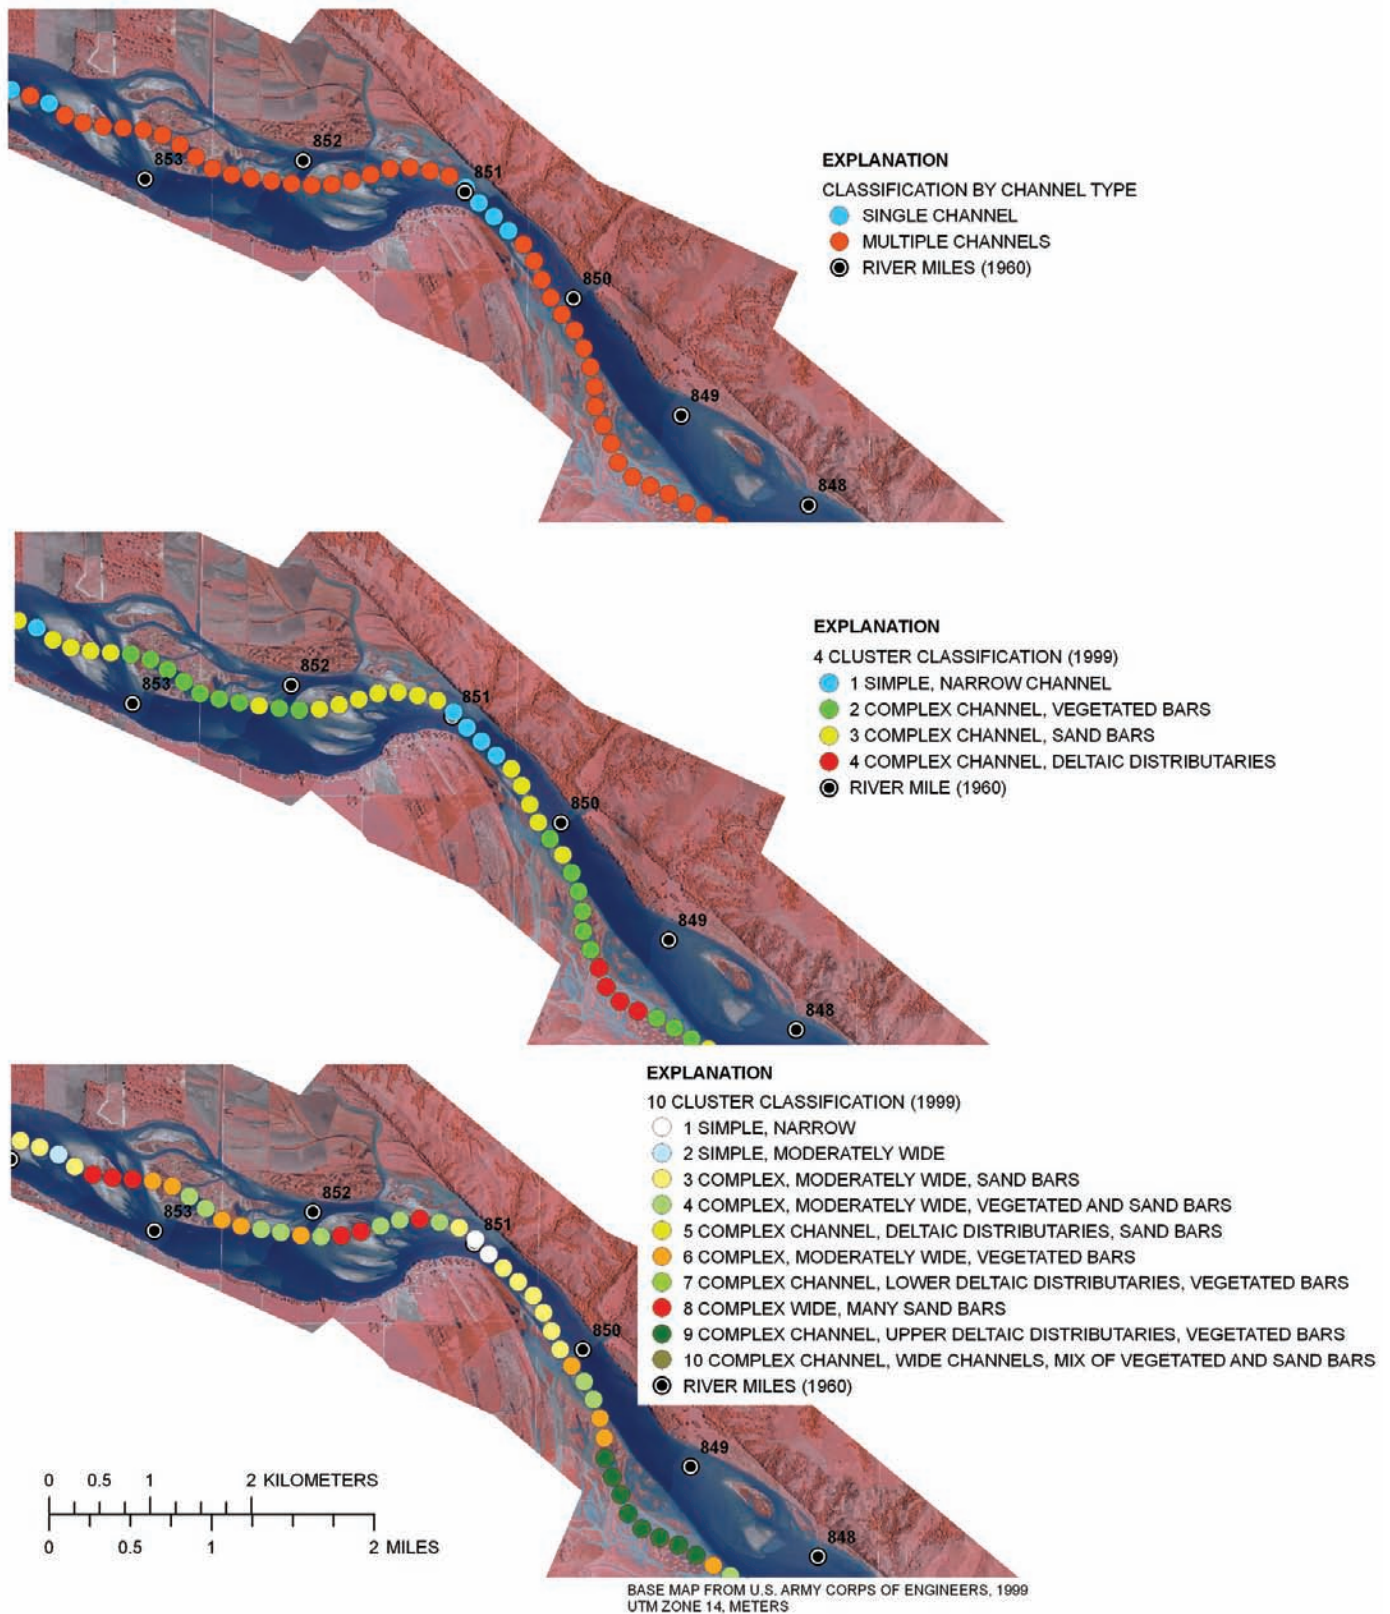 852
853
851
850
849
848
EXPLANATION
CLASSIFICATION BY CHANNEL TYPE
SINGLE CHANNEL
MULTIPLE CHANNELS
RIVER MILES (1960)
852
853
851
850
849
848
EXPLANATION
4 CLUSTER CLASSIFICATION (1999)
1 SIMPLE, NARROW CHANNEL
2 COMPLEX CHANNEL, VEGETATED BARS
3 COMPLEX CHANNEL, SAND BARS
4 COMPLEX CHANNEL, DELTAIC DISTRIBUTARIES
RIVER MILE (1960)
852
853
851
850
849
848
EXPLANATION
10 CLUSTER CLASSIFICATION (1999)
1 SIMPLE, NARROW
2 SIMPLE, MODERATELY WIDE
3 COMPLEX, MODERATELY WIDE, SAND BARS
4 COMPLEX, MODERATELY WIDE, VEGETATED AND SAND BARS
5 COMPLEX CHANNEL, DELTAIC DISTRIBUTARIES, SAND BARS
6 COMPLEX, MODERATELY WIDE, VEGETATED BARS
7 COMPLEX CHANNEL, LOWER DELTAIC DISTRIBUTARIES, VEGETATED BARS
8 COMPLEX WIDE, MANY SAND BARS
9 COMPLEX CHANNEL, UPPER DELTAIC DISTRIBUTARIES, VEGETATED BARS
10 COMPLEX CHANNEL, WIDE CHANNELS, MIX OF VEGETATED AND SAND BARS
RIVER MILES (1960)
0 0.5 1 2 KILOMETERS
0 0.5 1 2 MILES
BASE MAP FROM U.S. ARMY CORPS OF ENGINEERS, 1999
UTM ZONE 14, METERS